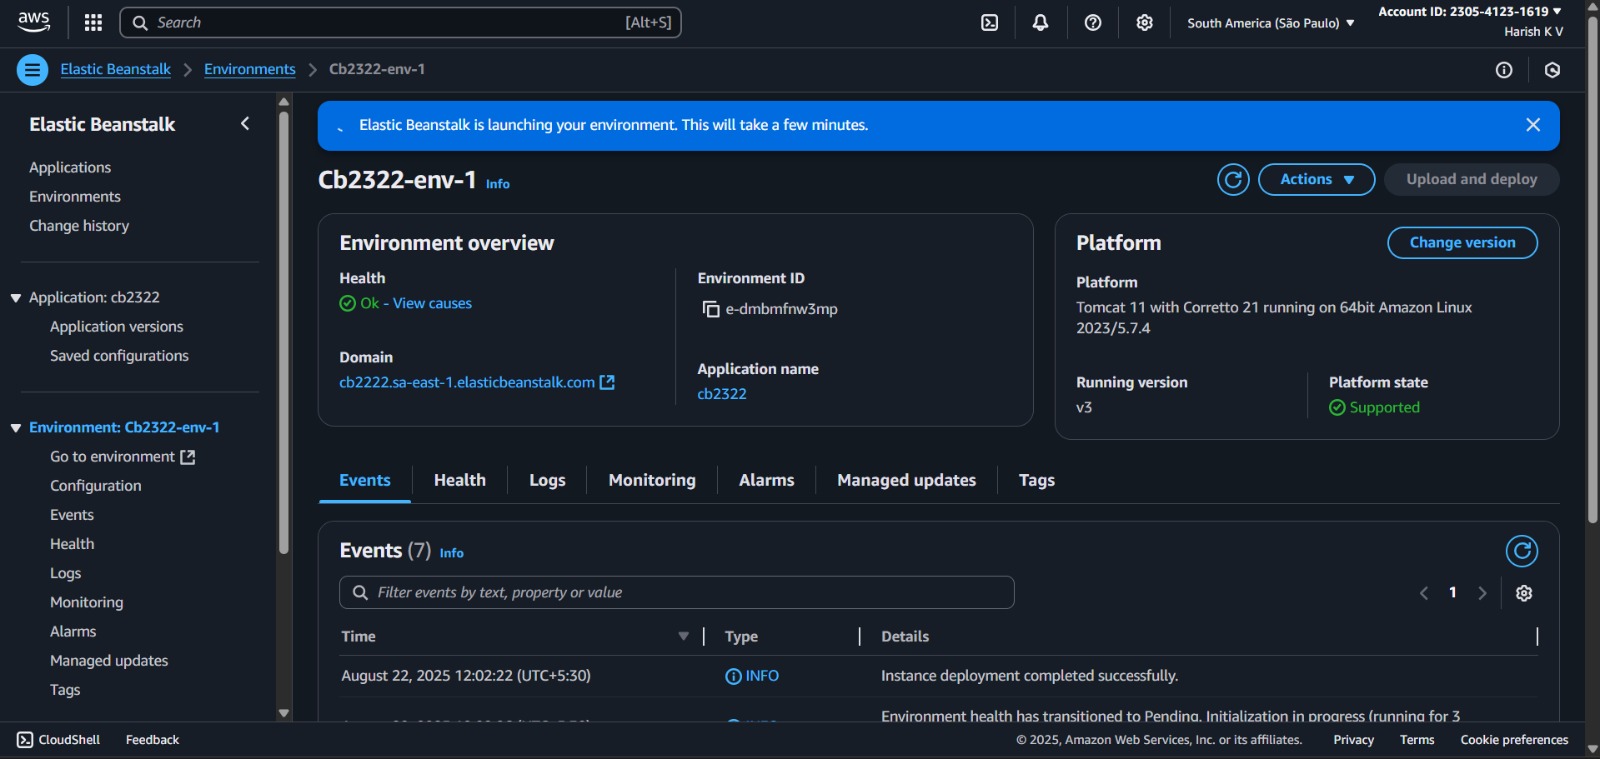 aws
Search [Alt+S]
South America (São Paulo) ▼
Account ID: 2305-4123-1619 ▼
Harish K V
Elastic Beanstalk > Environments > Cb2322-env-1
Elastic Beanstalk
Applications
Environments
Change history
Application: cb2322
Application versions
Saved configurations
Environment: Cb2322-env-1
Go to environment
Configuration
Events
Health
Logs
Monitoring
Alarms
Managed updates
Tags
Elastic Beanstalk is launching your environment. This will take a few minutes.
Cb2322-env-1 Info
Actions ▼
Upload and deploy
Environment overview
Health
Ok - View causes
Domain
cb2222.sa-east-1.elasticbeanstalk.com
Environment ID
e-dmbmfnw3mp
Application name
cb2322
Platform
Change version
Platform
Tomcat 11 with Corretto 21 running on 64bit Amazon Linux
2023/5.7.4
Running version
v3
Platform state
Supported
Events Health Logs Monitoring Alarms Managed updates Tags
Events (7) Info
Filter events by text, property or value
1
Time Type Details
August 22, 2025 12:02:22 (UTC+5:30) INFO Instance deployment completed successfully.
Environment health has transitioned to Pending. Initialization in progress (running for 3
CloudShell Feedback
© 2025, Amazon Web Services, Inc. or its affiliates. Privacy Terms Cookie preferences